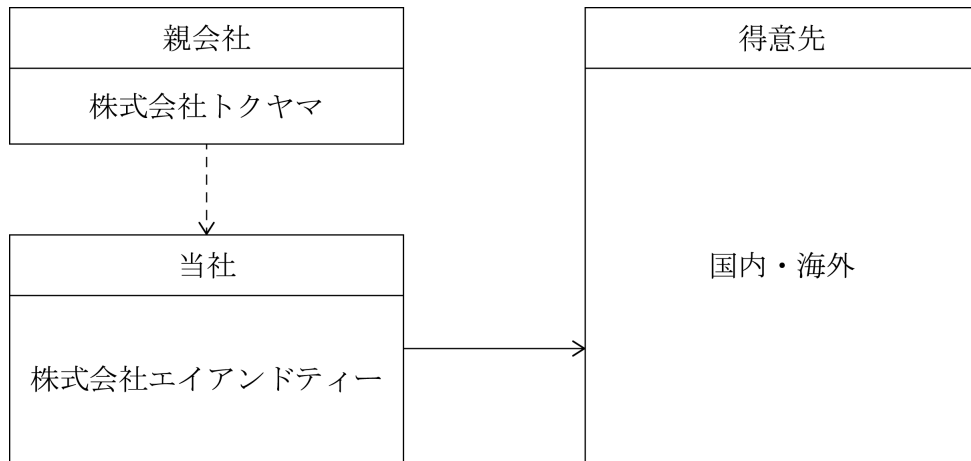 親会社
株式会社トクヤマ
当社
株式会社エイアンドティー
得意先
国内・海外